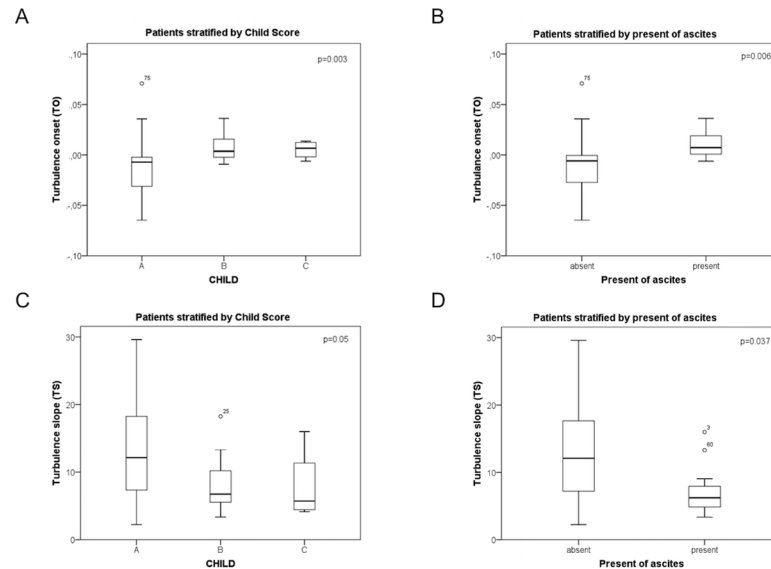 A
Patients stratified by Child Score
p=0.003
Turbulence onset (TO)
-,10
,05
,00
-,05
-,10
75
A
B
C
CHILD
B
Patients stratified by present of ascites
p=0.006
Turbulance onset (TO)
,10
,05
,00
-,05
-,10
75
absent
present
Present of ascites
C
Patients stratified by Child Score
p=0.05
Turbulence slope (TS)
30
20
10
0
25
A
B
C
CHILD
D
Patients stratified by present of ascites
p=0.037
Turbulence slope (TS)
30
20
10
0
3
60
absent
present
Present of ascites